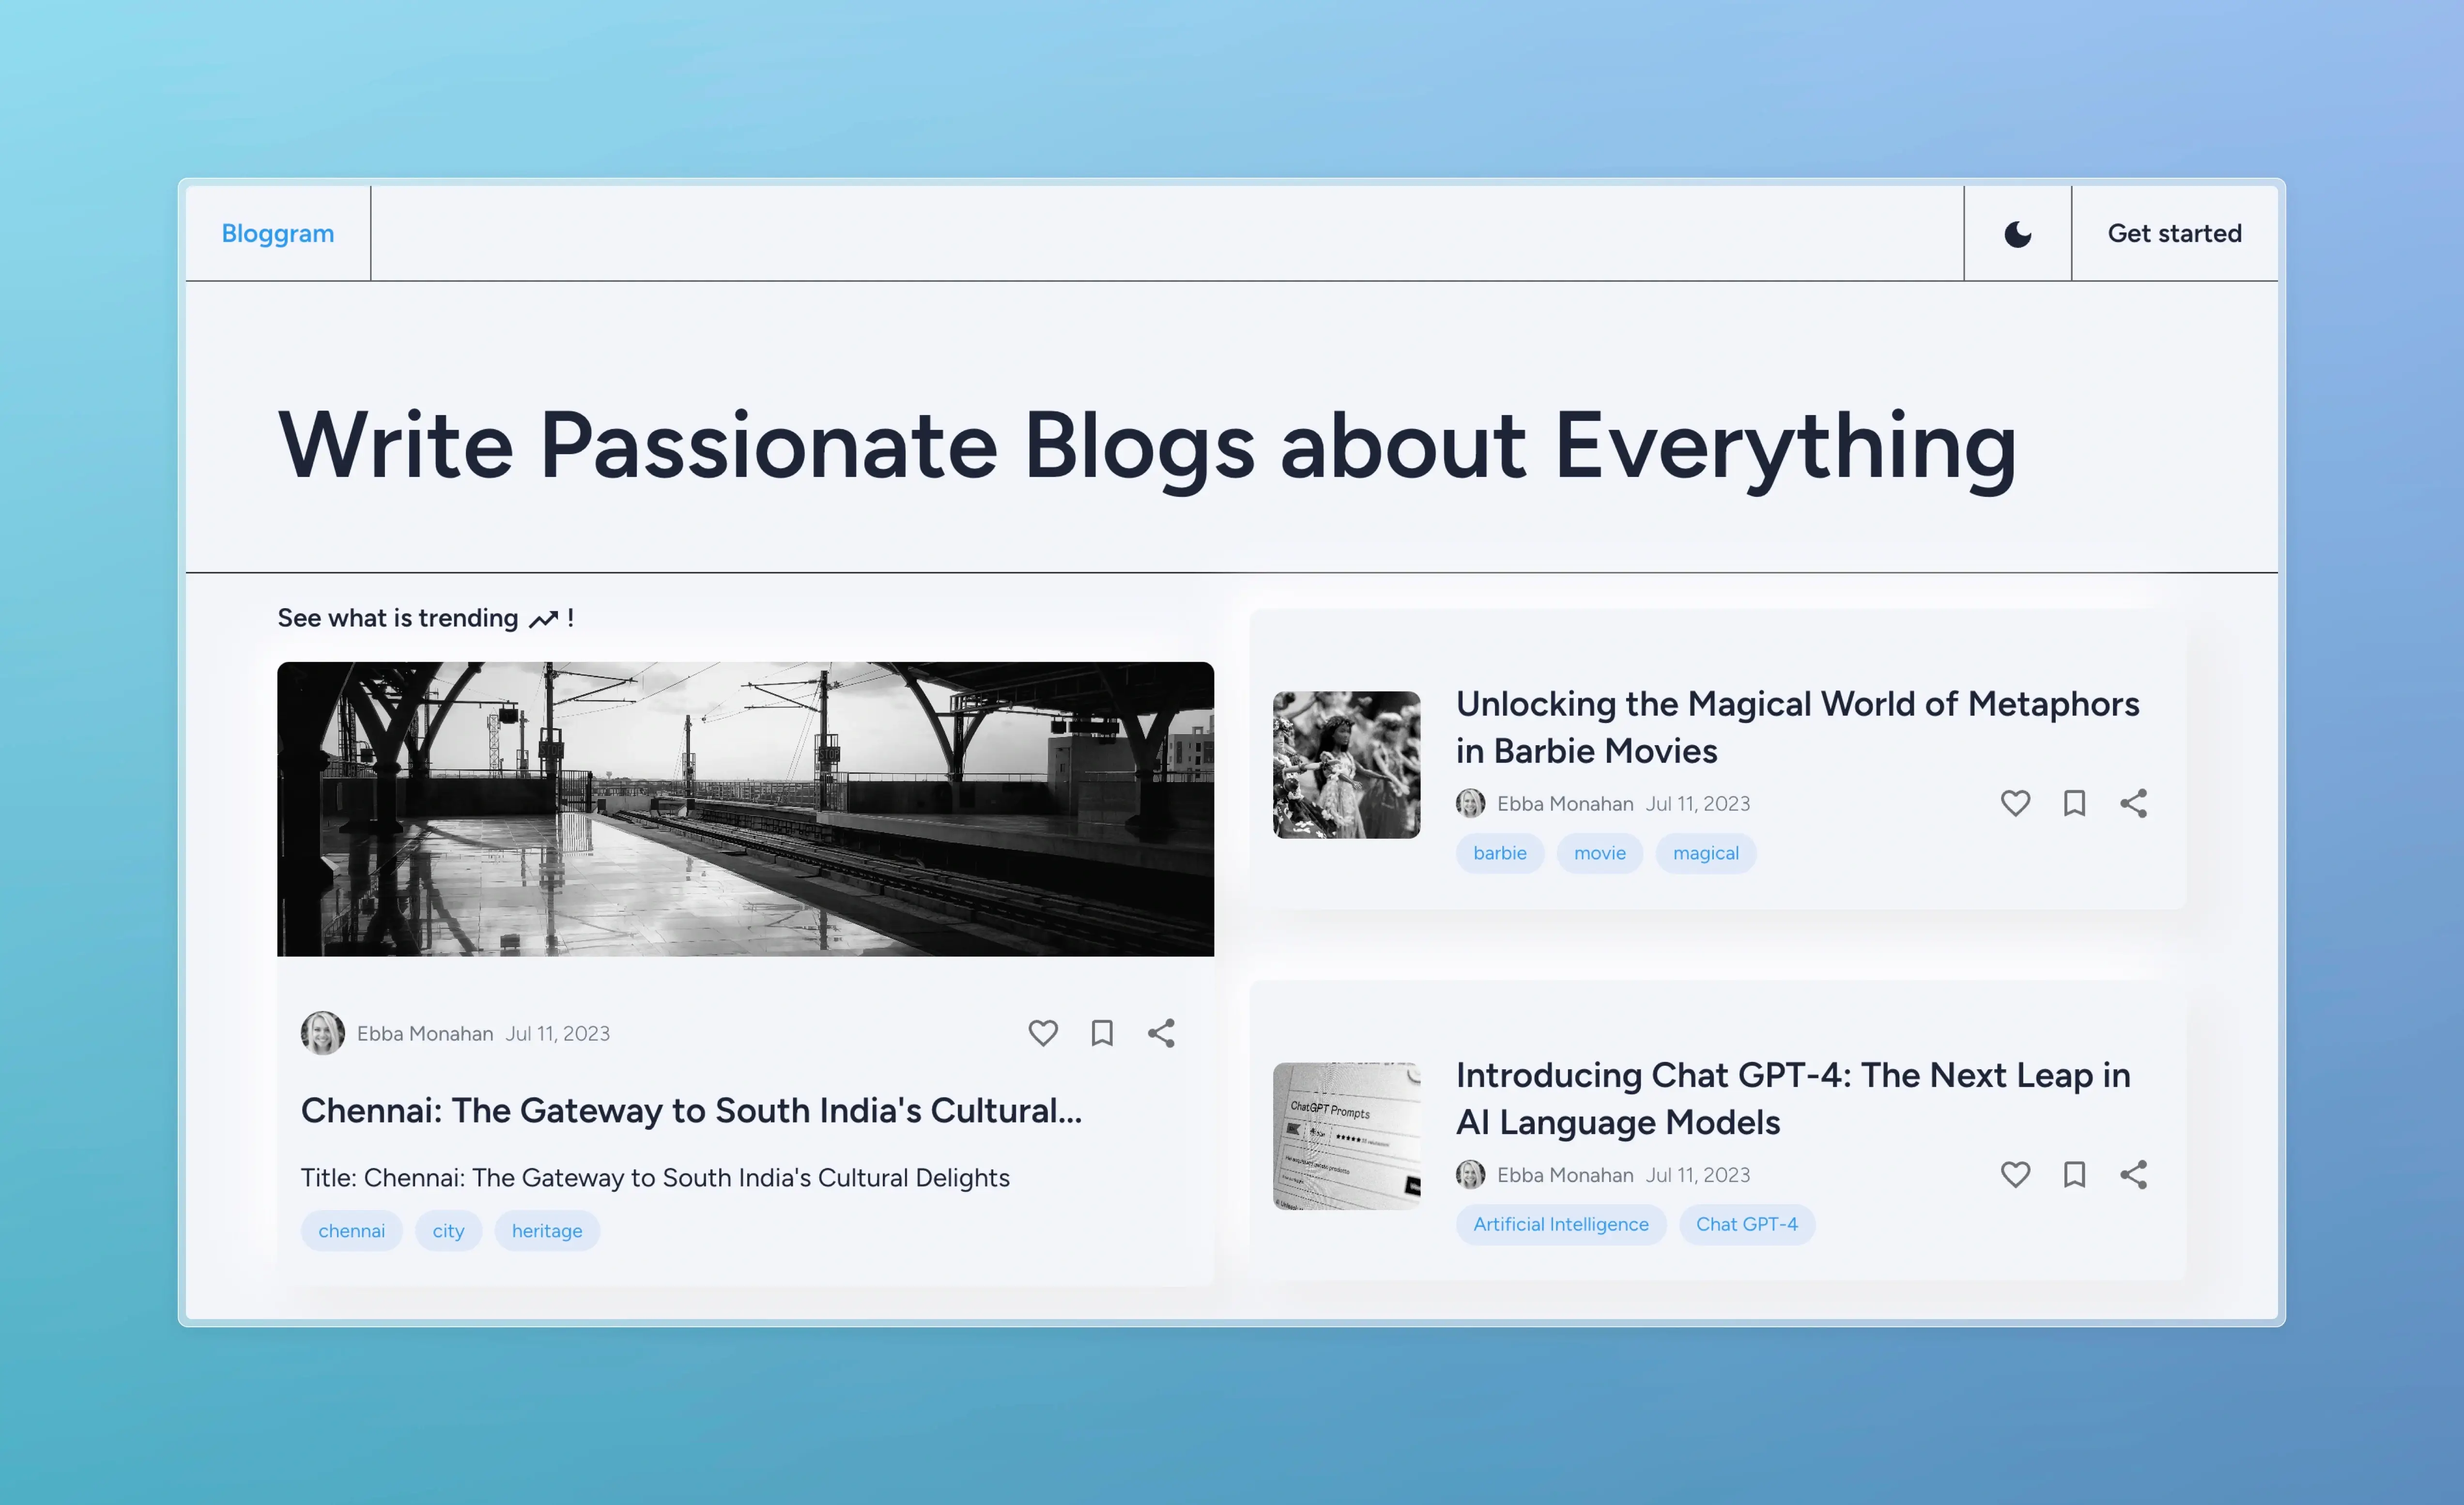 Bloggram
Get started
Write Passionate Blogs about Everything
See what is trending !
STOP
STOP
Ebba Monahan Jul 11, 2023
Chennai: The Gateway to South India's Cultural...
Title: Chennai: The Gateway to South India's Cultural Delights
chennai city heritage
Unlocking the Magical World of Metaphors
in Barbie Movies
Ebba Monahan Jul 11, 2023
barbie movie magical
ChatGPT Prompts
Introducing Chat GPT-4: The Next Leap in
AI Language Models
Ebba Monahan Jul 11, 2023
Artificial Intelligence Chat GPT-4